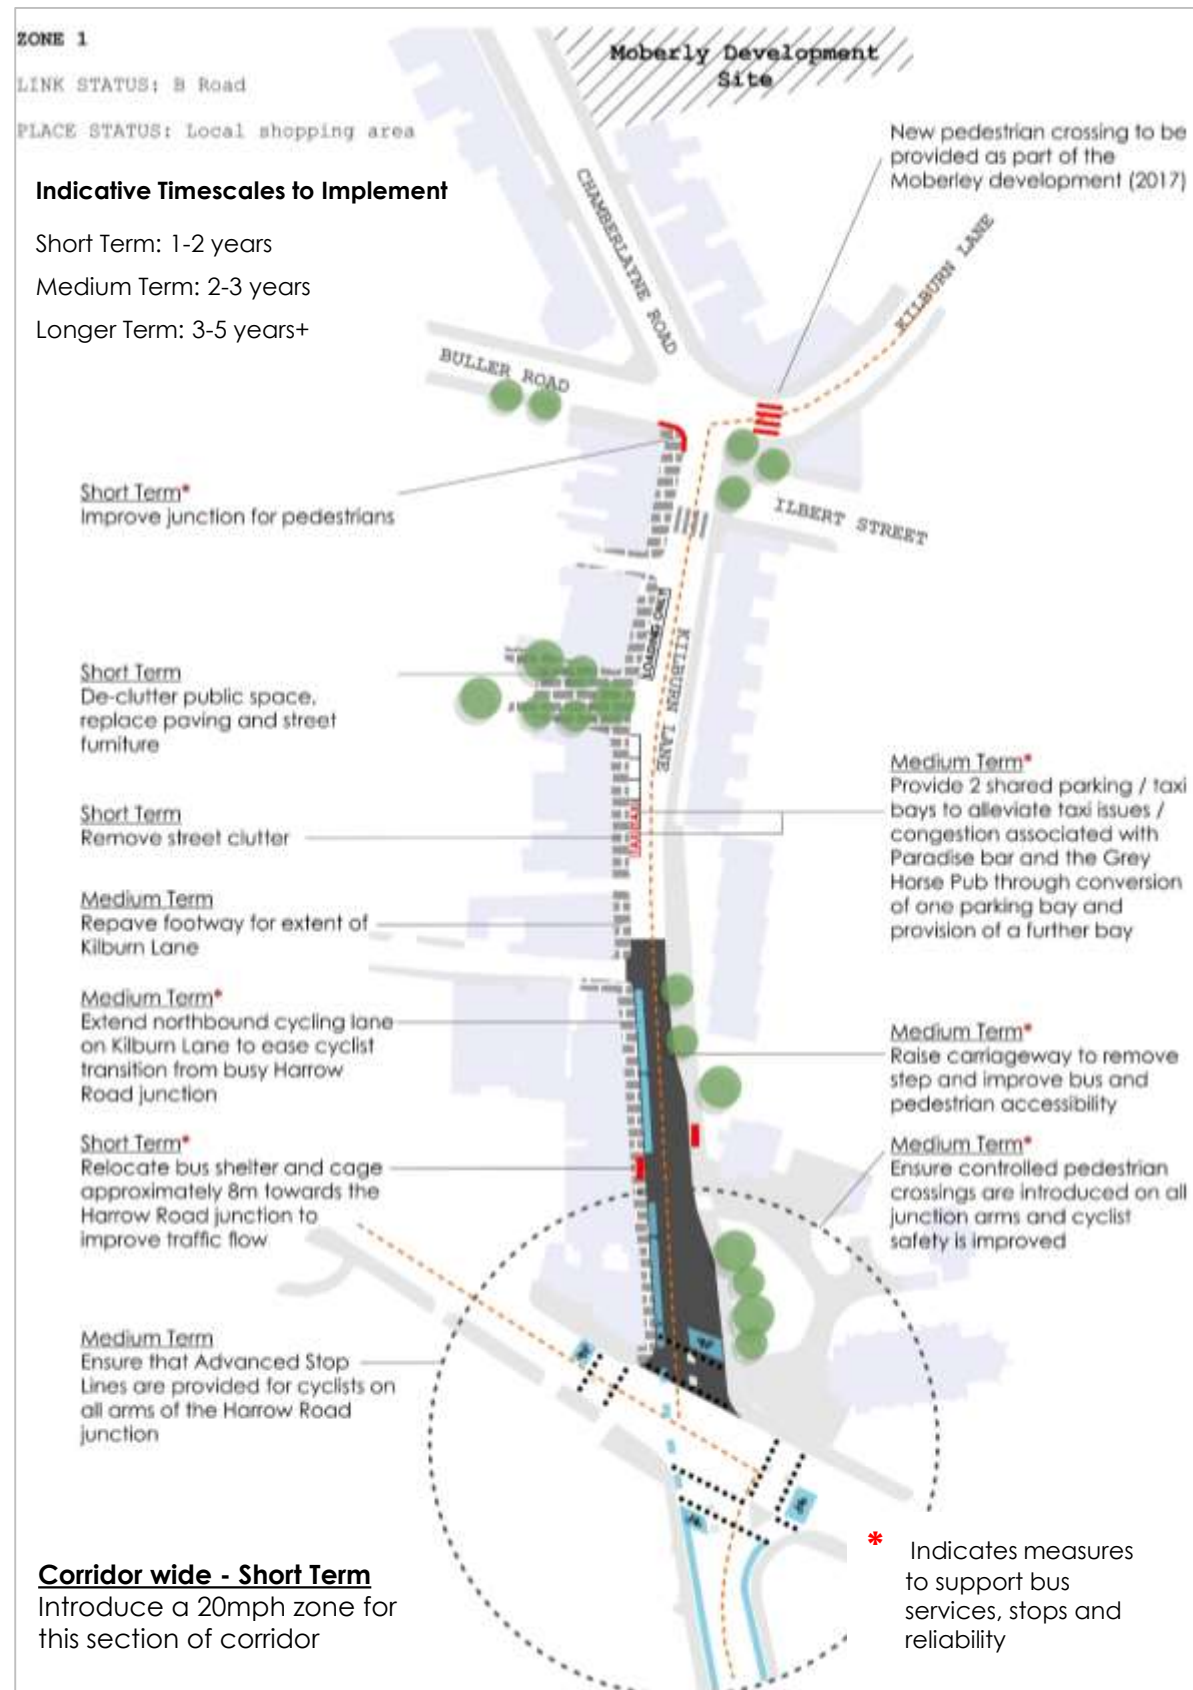 ZONE 1
LINK STATUS: B Road
PLACE STATUS: Local shopping area
Indicative Timescales to Implement
Short Term: 1-2 years
Medium Term: 2-3 years
Longer Term: 3-5 years+
Moberly Development
Site
New pedestrian crossing to be
provided as part of the
Moberley development (2017)
CHAMBERLAYNE ROAD
KILBURN LANE
BULLER ROAD
ILBERT STREET
Short Term*
Improve junction for pedestrians
LOADING ONLY
KILBURN LANE
Short Term
De-clutter public space,
replace paving and street
furniture
Short Term
Remove street clutter
TAXI TAXI
Medium Term*
Provide 2 shared parking / taxi
bays to alleviate taxi issues /
congestion associated with
Paradise bar and the Grey
Horse Pub through conversion
of one parking bay and
provision of a further bay
Medium Term
Repave footway for extent of
Kilburn Lane
Medium Term*
Extend northbound cycling lane
on Kilburn Lane to ease cyclist
transition from busy Harrow
Road junction
Medium Term*
Raise carriageway to remove
step and improve bus and
pedestrian accessibility
Short Term*
Relocate bus shelter and cage
approximately 8m towards the
Harrow Road junction to
improve traffic flow
Medium Term*
Ensure controlled pedestrian
crossings are introduced on all
junction arms and cyclist
safety is improved
Medium Term
Ensure that Advanced Stop
Lines are provided for cyclists on
all arms of the Harrow Road
junction
Corridor wide - Short Term
Introduce a 20mph zone for
this section of corridor
* Indicates measures
to support bus
services, stops and
reliability